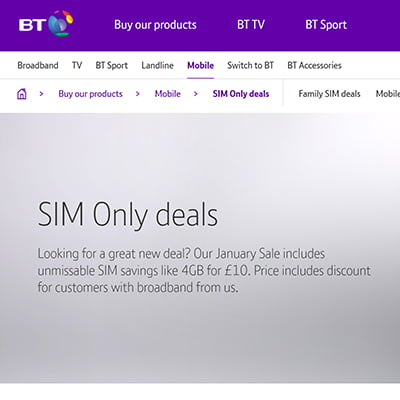 BT Buy our products BT TV BT Sport
Broadband TV BT Sport Landline Mobile Switch to BT BT Accessories
> Buy our products > Mobile > SIM Only deals Family SIM deals Mobile
SIM Only deals
Looking for a great new deal? Our January Sale includes
unmissable SIM savings like 4GB for £10. Price includes discount
for customers with broadband from us.